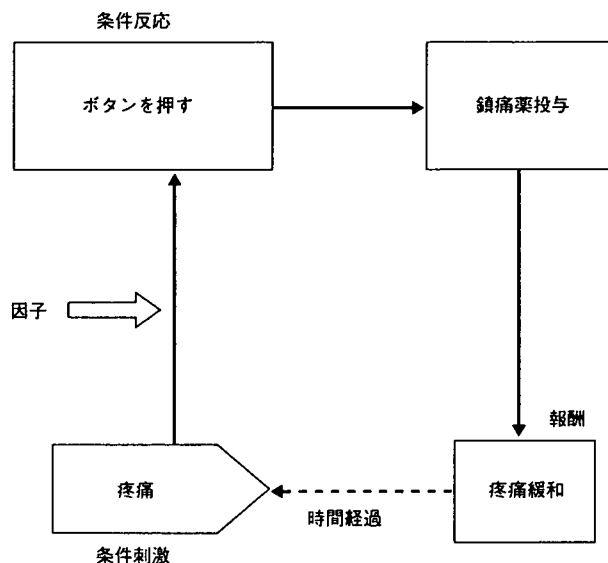 条件反応
ボタンを押す
鎮痛薬投与
因子
報酬
疼痛
疼痛緩和
時間経過
条件刺激